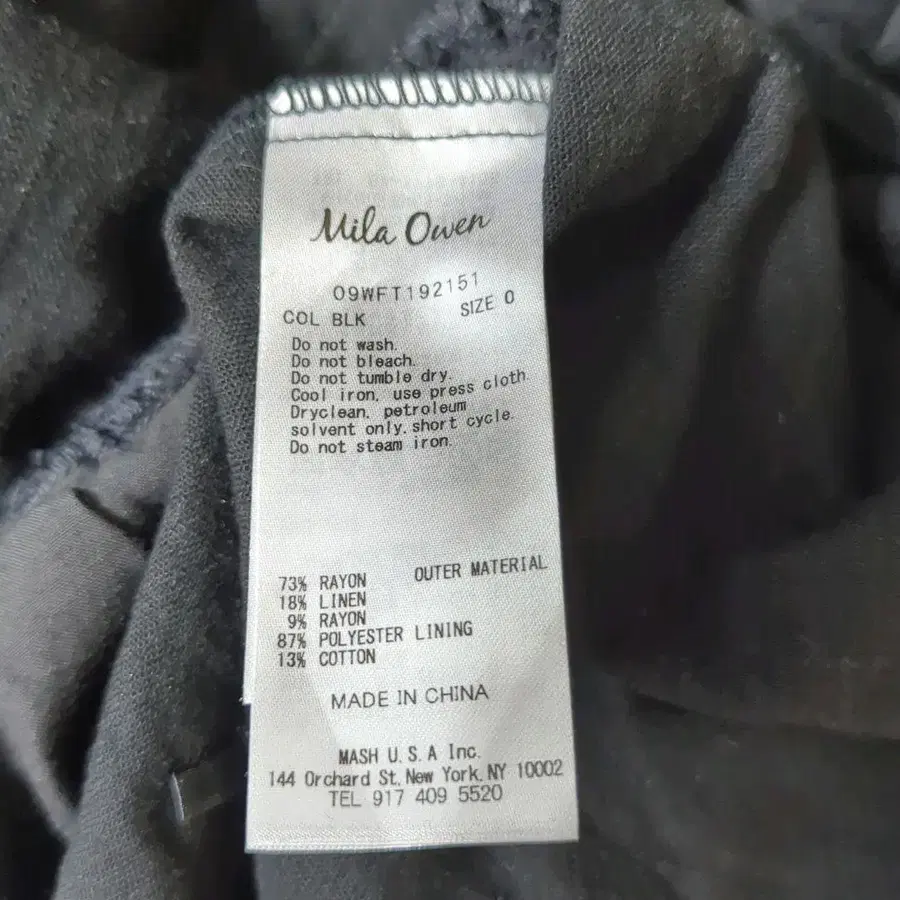 Mila Owen
09WFT192151
COL BLK SIZE 0
Do not wash.
Do not bleach.
Do not tumble dry.
Cool iron, use press cloth.
Dryclean, petroleum
solvent only, short cycle.
Do not steam iron.
73% RAYON OUTER MATERIAL
18% LINEN
9% RAYON
87% POLYESTER LINING
13% COTTON
MADE IN CHINA
MASH U.S.A Inc.
144 Orchard St, New York, NY 10002
TEL 917 409 5520